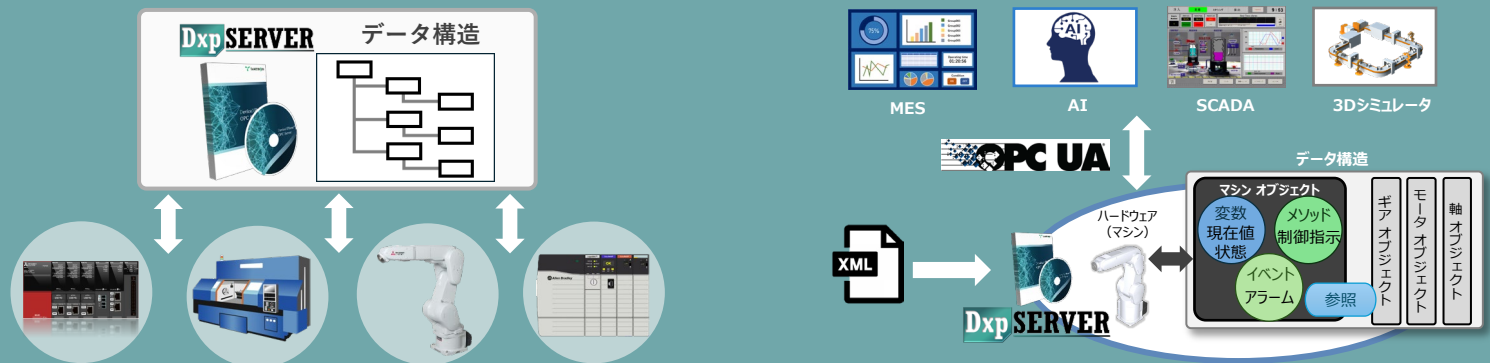 DxpSERVER
データ構造
MES
AI
SCADA
3Dシミュレータ
75%
AI
OPC UA
データ構造
マシン オブジェクト
変数
現在値
状態
メソッド
制御指示
イベント
アラーム
参照
ギア オブジェクト
モータ オブジェクト
軸 オブジェクト
ハードウェア
（マシン）
XML
DxpSERVER